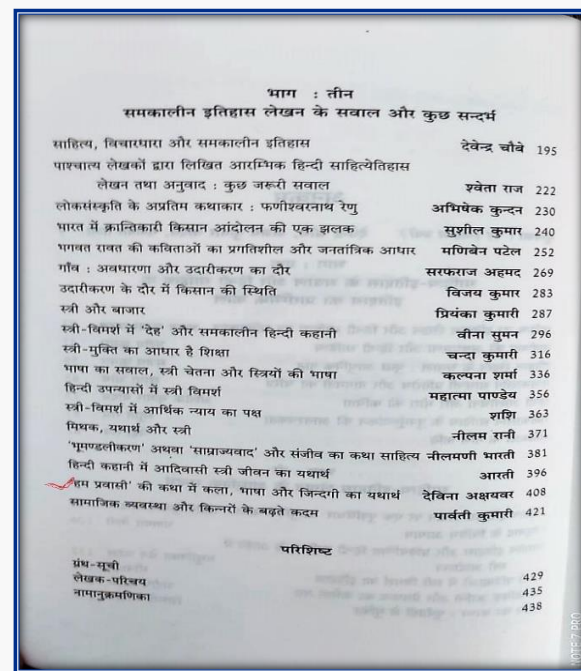 भाग : तीन
समकालीन इतिहास लेखन के सवाल और कुछ सन्दर्भ
साहित्य, विचारधारा और समकालीन इतिहास देवेन्द्र चौबे 195
पाश्चात्य लेखकों द्वारा लिखित आरम्भिक हिन्दी साहित्येतिहास
लेखन तथा अनुवाद : कुछ जरूरी सवाल श्वेता राज 222
लोकसंस्कृति के अप्रतिम कथाकार : फणीश्वरनाथ रेणु अभिषेक कुन्दन 230
भारत में क्रान्तिकारी किसान आंदोलन की एक झलक सुशील कुमार 240
भगवत रावत की कविताओं का प्रगतिशील और जनतांत्रिक आधार मणिबेन पटेल 252
गाँव : अवधारणा और उदारीकरण का दौर सरफराज अहमद 269
उदारीकरण के दौर में किसान की स्थिति विजय कुमार 283
स्त्री और बाजार प्रियंका कुमारी 287
स्त्री-विमर्श में 'देह' और समकालीन हिन्दी कहानी वीना सुमन 296
स्त्री-मुक्ति का आधार है शिक्षा चन्दा कुमारी 316
भाषा का सवाल, स्त्री चेतना और स्त्रियों की भाषा कल्पना शर्मा 336
हिन्दी उपन्यासों में स्त्री विमर्श महात्मा पाण्डेय 356
स्त्री-विमर्श में आर्थिक न्याय का पक्ष शशि 363
मिथक, यथार्थ और स्त्री नीलम रानी 371
'भूमण्डलीकरण' अथवा 'साम्राज्यवाद' और संजीव का कथा साहित्य नीलमणी भारती 381
हिन्दी कहानी में आदिवासी स्त्री जीवन का यथार्थ आरती 396
'हम प्रवासी' की कथा में कला, भाषा और जिन्दगी का यथार्थ देविना अक्षयवर 408
सामाजिक व्यवस्था और किन्नरों के बढ़ते कदम पार्वती कुमारी 421
परिशिष्ट
ग्रंथ-सूची 429
लेखक-परिचय 435
नामानुक्रमणिका 438